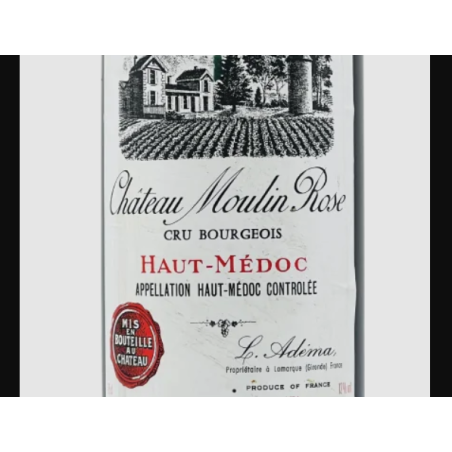 Château Moulin Rose
CRU BOURGEOIS
HAUT-MÉDOC
APPELLATION HAUT-MÉDOC CONTROLÉE
MIS
EN
BOUTEILLE
AU
CHATEAU
L. Adéma,
Propriétaire à Lamarque (Gironde) France
PRODUCE OF FRANCE